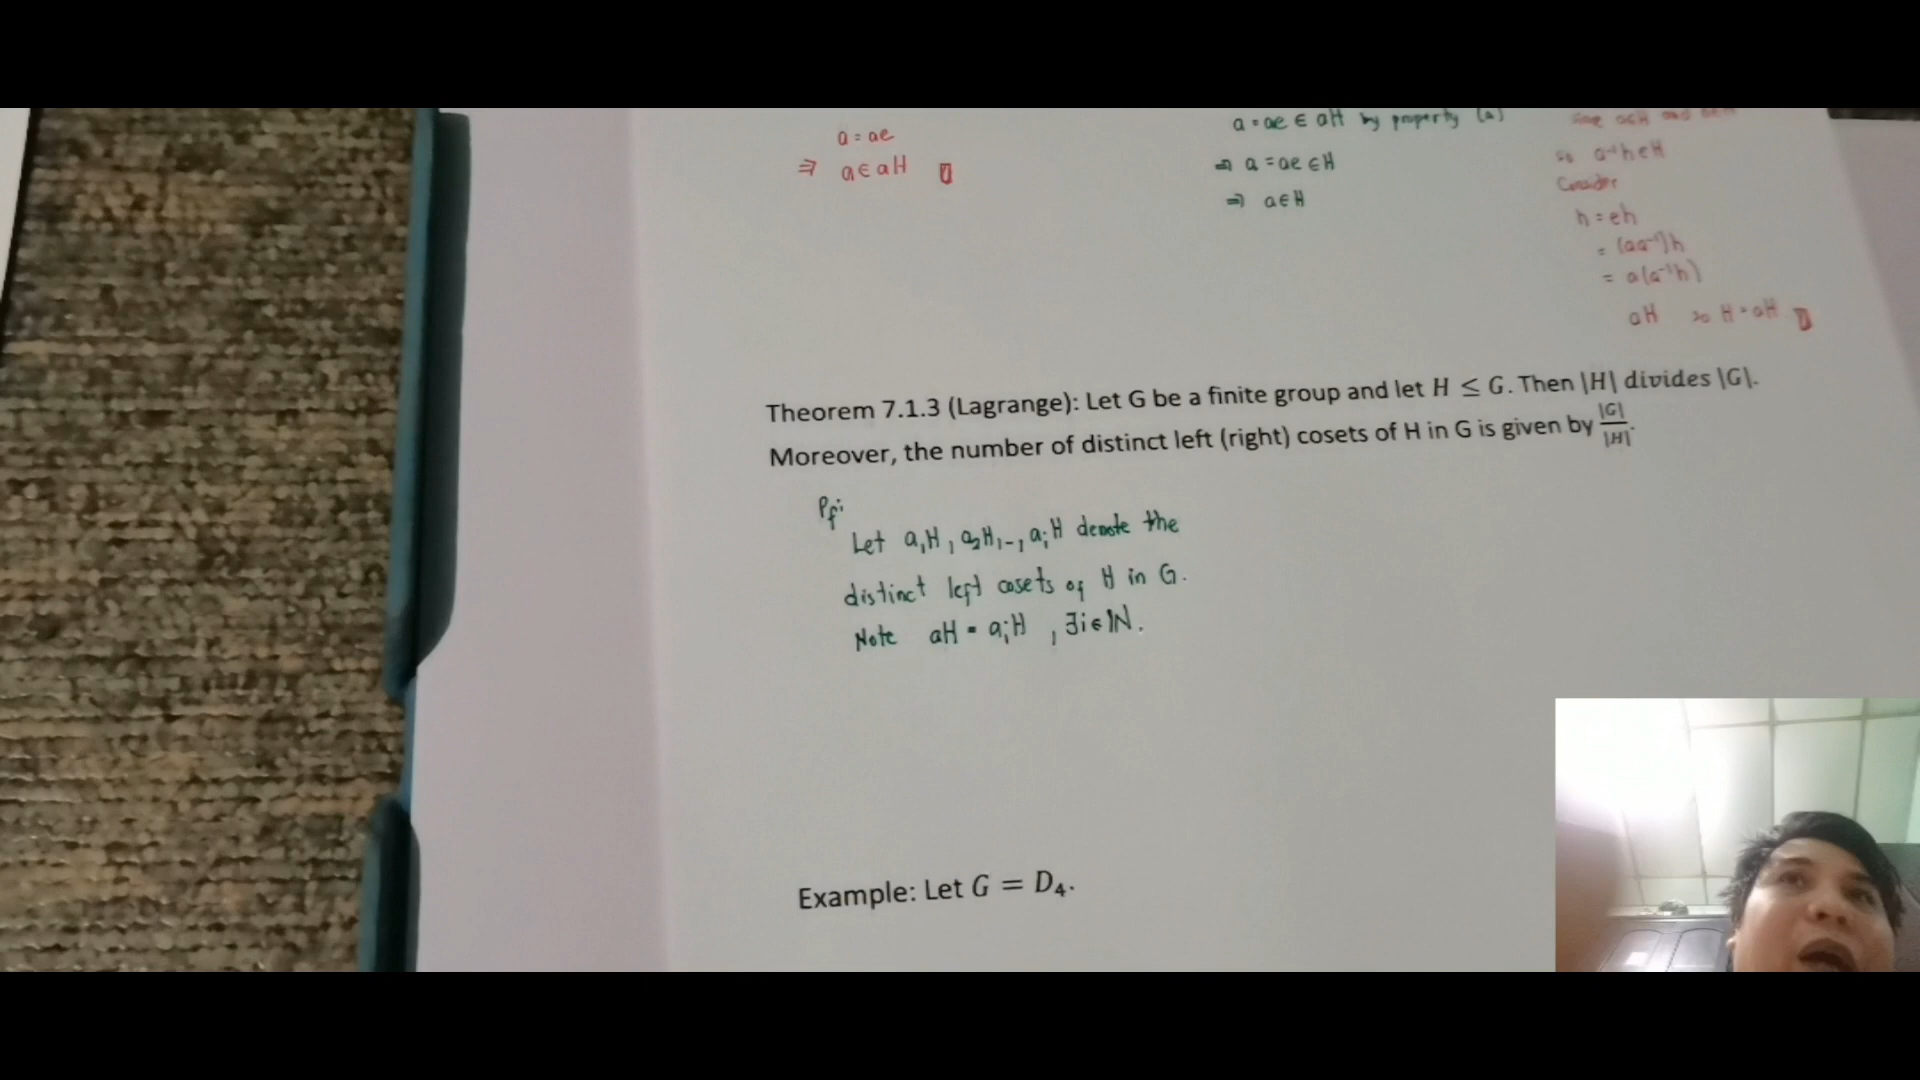 a = ae
⇒ a ∈ aH
a = ae ∈ aH by property (a)
⇒ a = ae ∈ H
⇒ a ∈ H
so a⁻¹h ∈ H
Consider
h = eh
= (aa⁻¹)h
= a(a⁻¹h)
aH so H = aH
Theorem 7.1.3 (Lagrange): Let G be a finite group and let H ≤ G. Then |H| divides |G|.
Moreover, the number of distinct left (right) cosets of H in G is given by |G|/|H|.
Pf:
Let a₁H, a₂H, -, aᵢH denote the
distinct left cosets of H in G.
Note aH = aᵢH , ∃i ∈ ℕ.
Example: Let G = D₄.